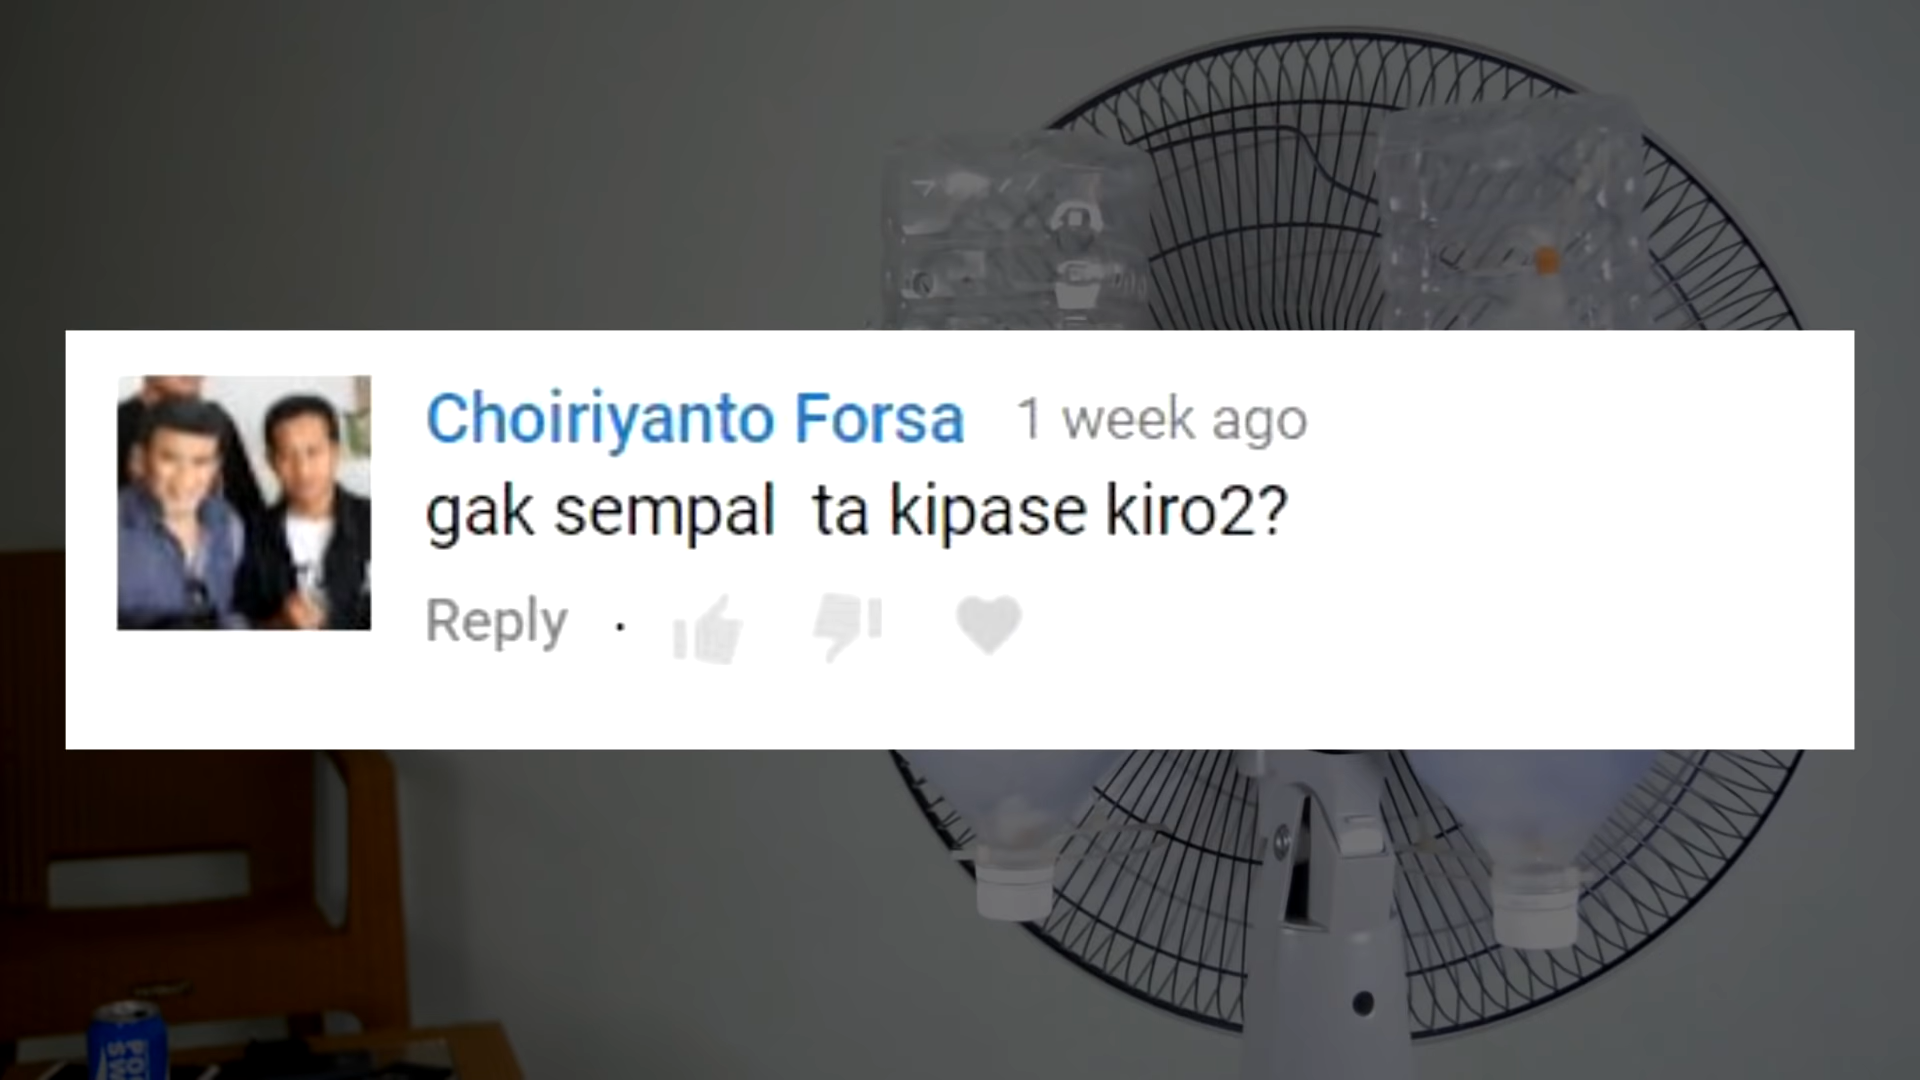 Choiriyanto Forsa 1 week ago
gak sempal ta kipase kiro2?
Reply ·